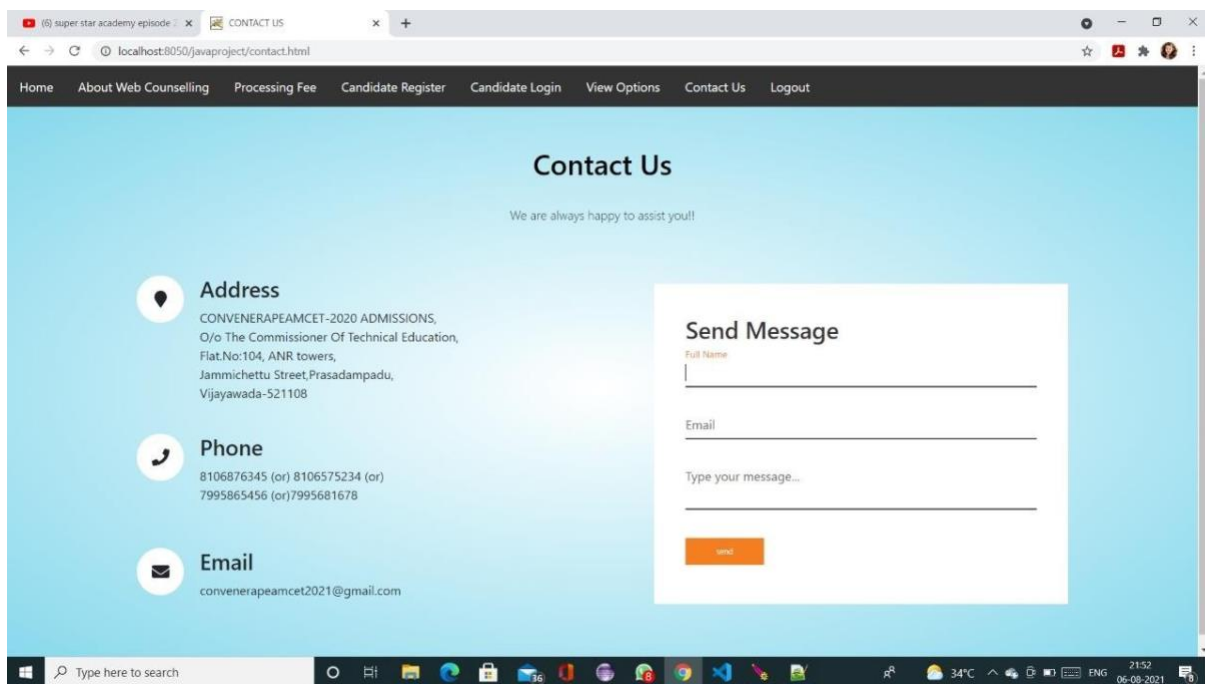 (6) super star academy episode 2
CONTACT US
localhost:8050/javaproject/contact.html
Home About Web Counselling Processing Fee Candidate Register Candidate Login View Options Contact Us Logout
Contact Us
We are always happy to assist you!!
Address
CONVENERAPEAMCET-2020 ADMISSIONS,
O/o The Commissioner Of Technical Education,
Flat.No:104, ANR towers,
Jammichettu Street,Prasadampadu,
Vijayawada-521108
Phone
8106876345 (or) 8106575234 (or)
7995865456 (or)7995681678
Email
convenerapeamcet2021@gmail.com
Send Message
Full Name
Email
Type your message...
send
Type here to search
36
8
34°C
ENG
21:52
06-08-2021
8